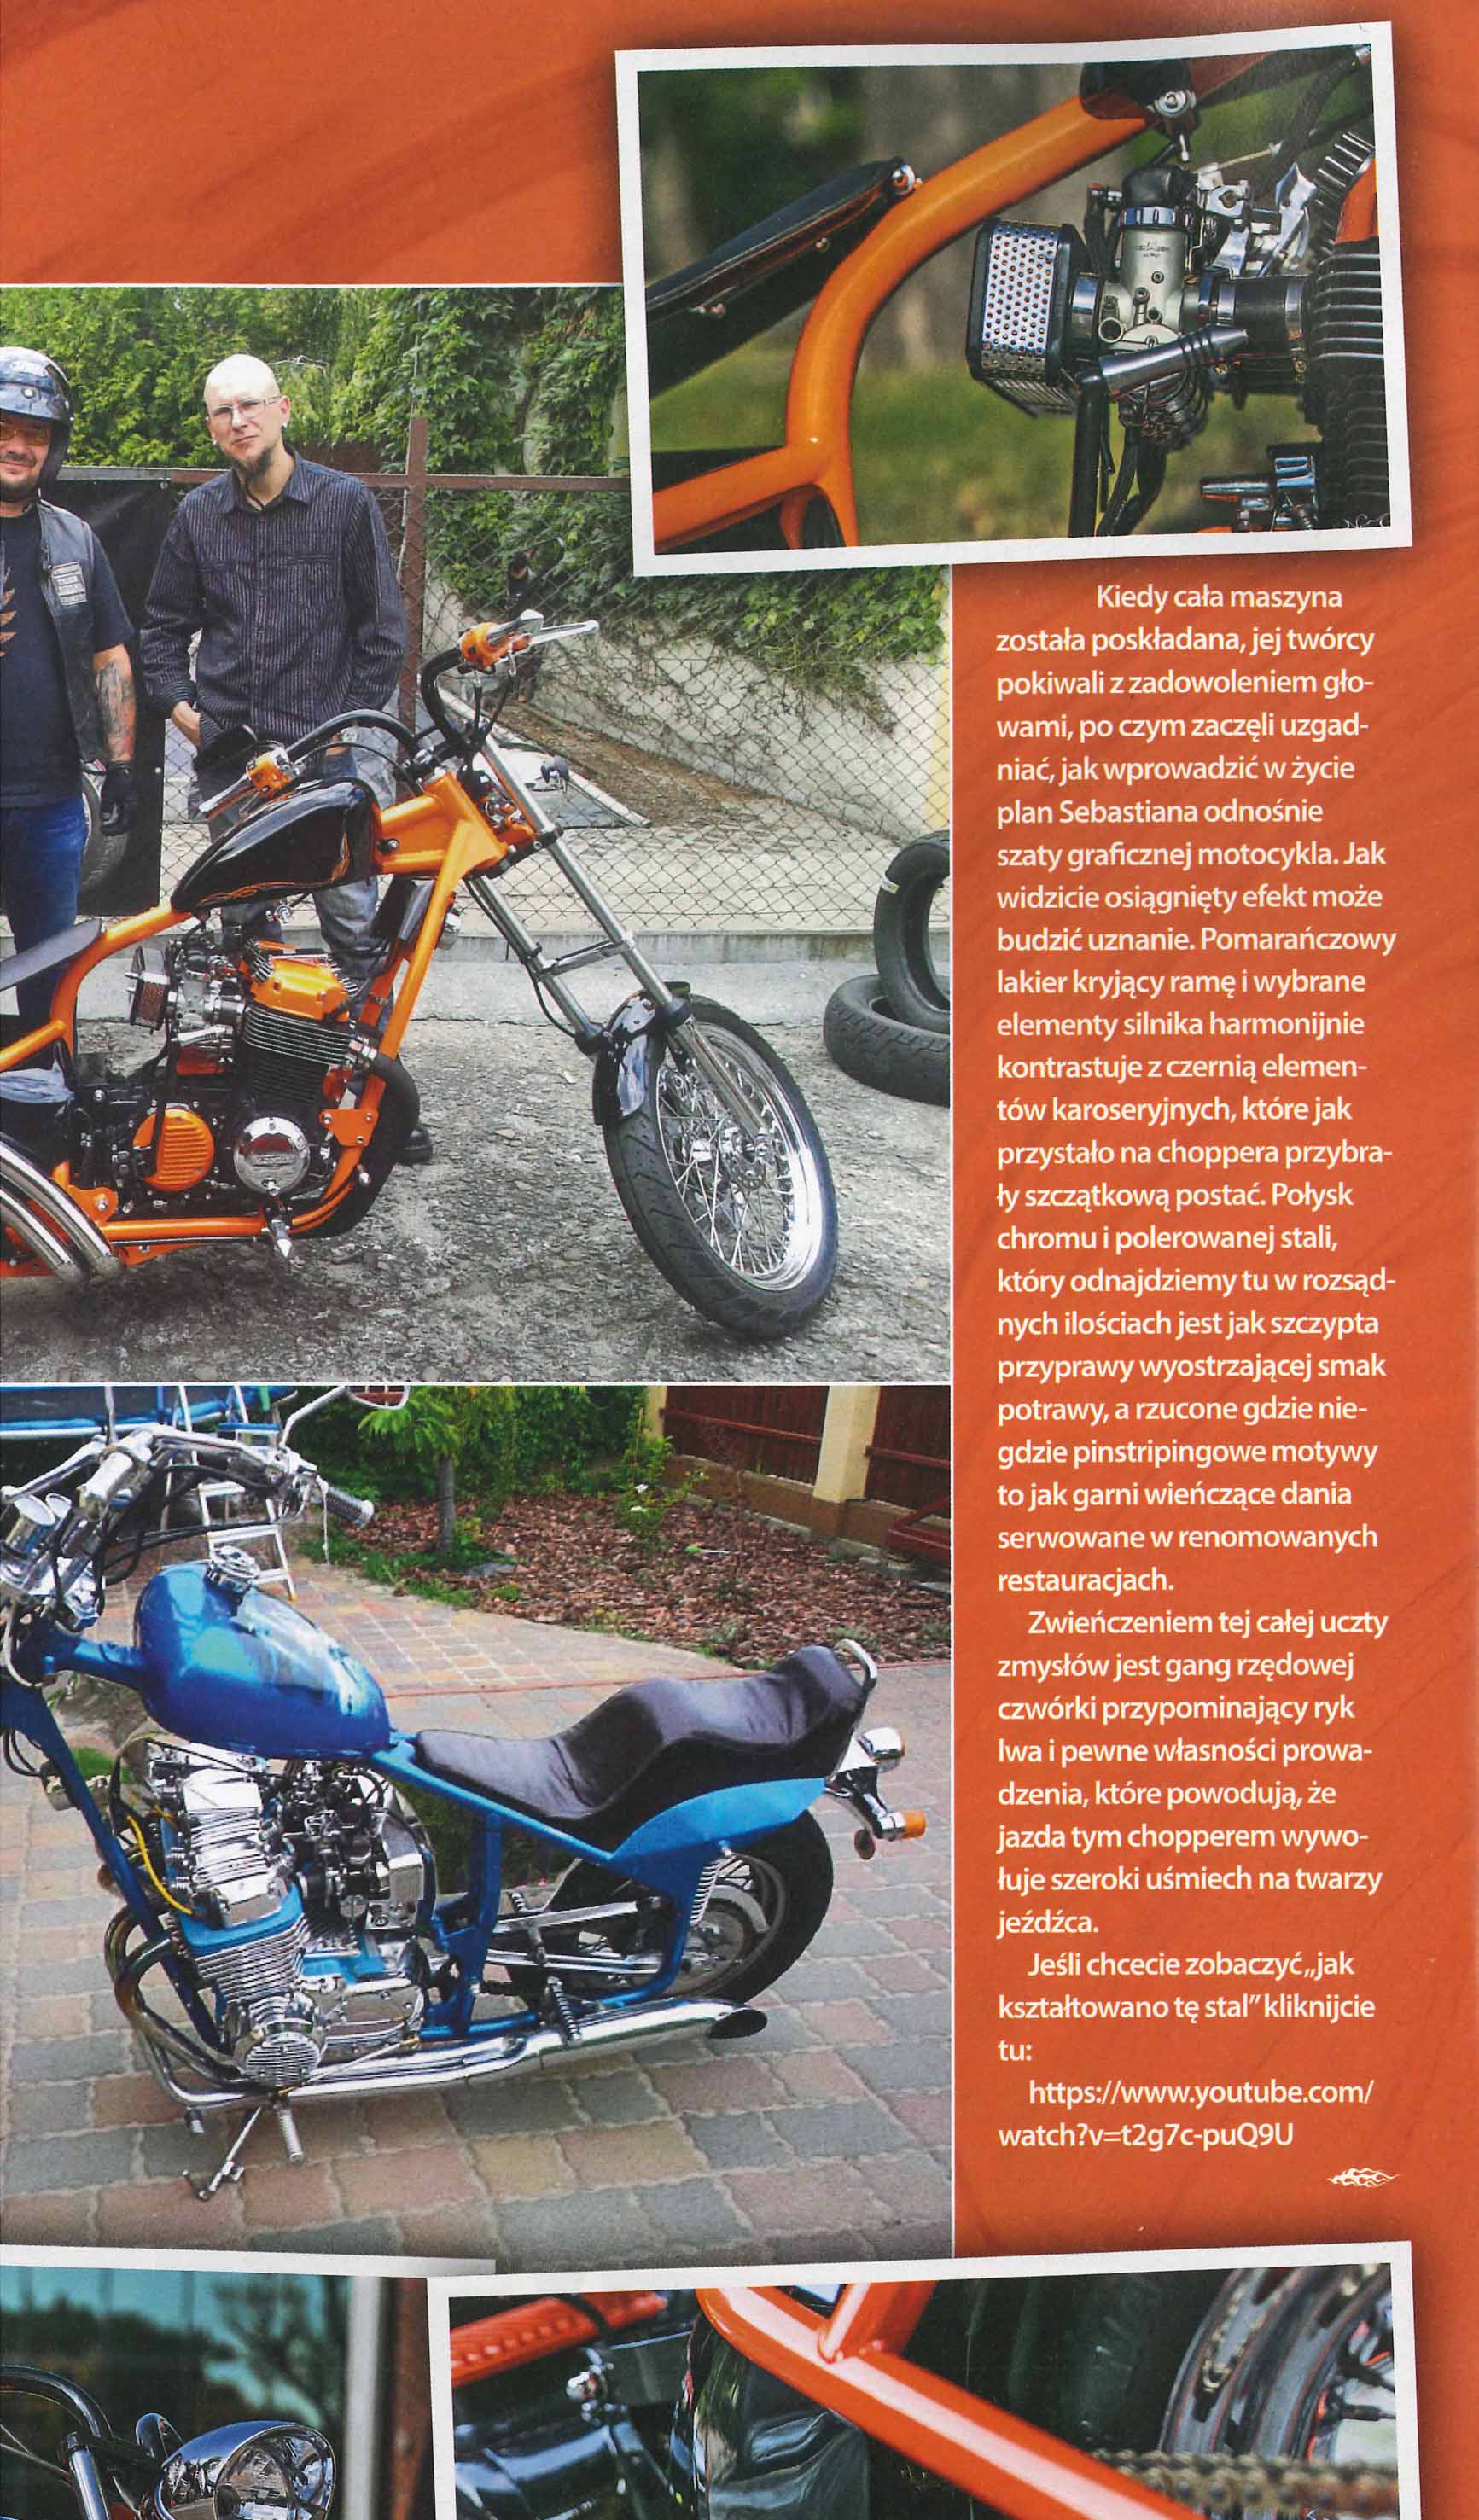 Kiedy cała maszyna
została poskładana, jej twórcy
pokiwali z zadowoleniem gło-
wami, po czym zaczęli uzgad-
niać, jak wprowadzić w życie
plan Sebastiana odnośnie
szaty graficznej motocykla. Jak
widzicie osiągnięty efekt może
budzić uznanie. Pomarańczowy
lakier kryjący ramę i wybrane
elementy silnika harmonijnie
kontrastuje z czernią elemen-
tów karoseryjnych, które jak
przystało na choppera przybra-
ły szczątkową postać. Połysk
chromu i polerowanej stali,
który odnajdziemy tu w rozsąd-
nych ilościach jest jak szczypta
przyprawy wyostrzającej smak
potrawy, a rzucone gdzie nie-
gdzie pinstripingowe motywy
to jak garni wieńczące dania
serwowane w renomowanych
restauracjach.
Zwieńczeniem tej całej uczty
zmysłów jest gang rzędowej
czwórki przypominający ryk
lwa i pewne własności prowa-
dzenia, które powodują, że
jazda tym chopperem wywo-
łuje szeroki uśmiech na twarzy
jeźdźca.
Jeśli chcecie zobaczyć „jak
kształtowano tę stal” kliknijcie
tu:
https://www.youtube.com/
watch?v=t2g7c-puQ9U